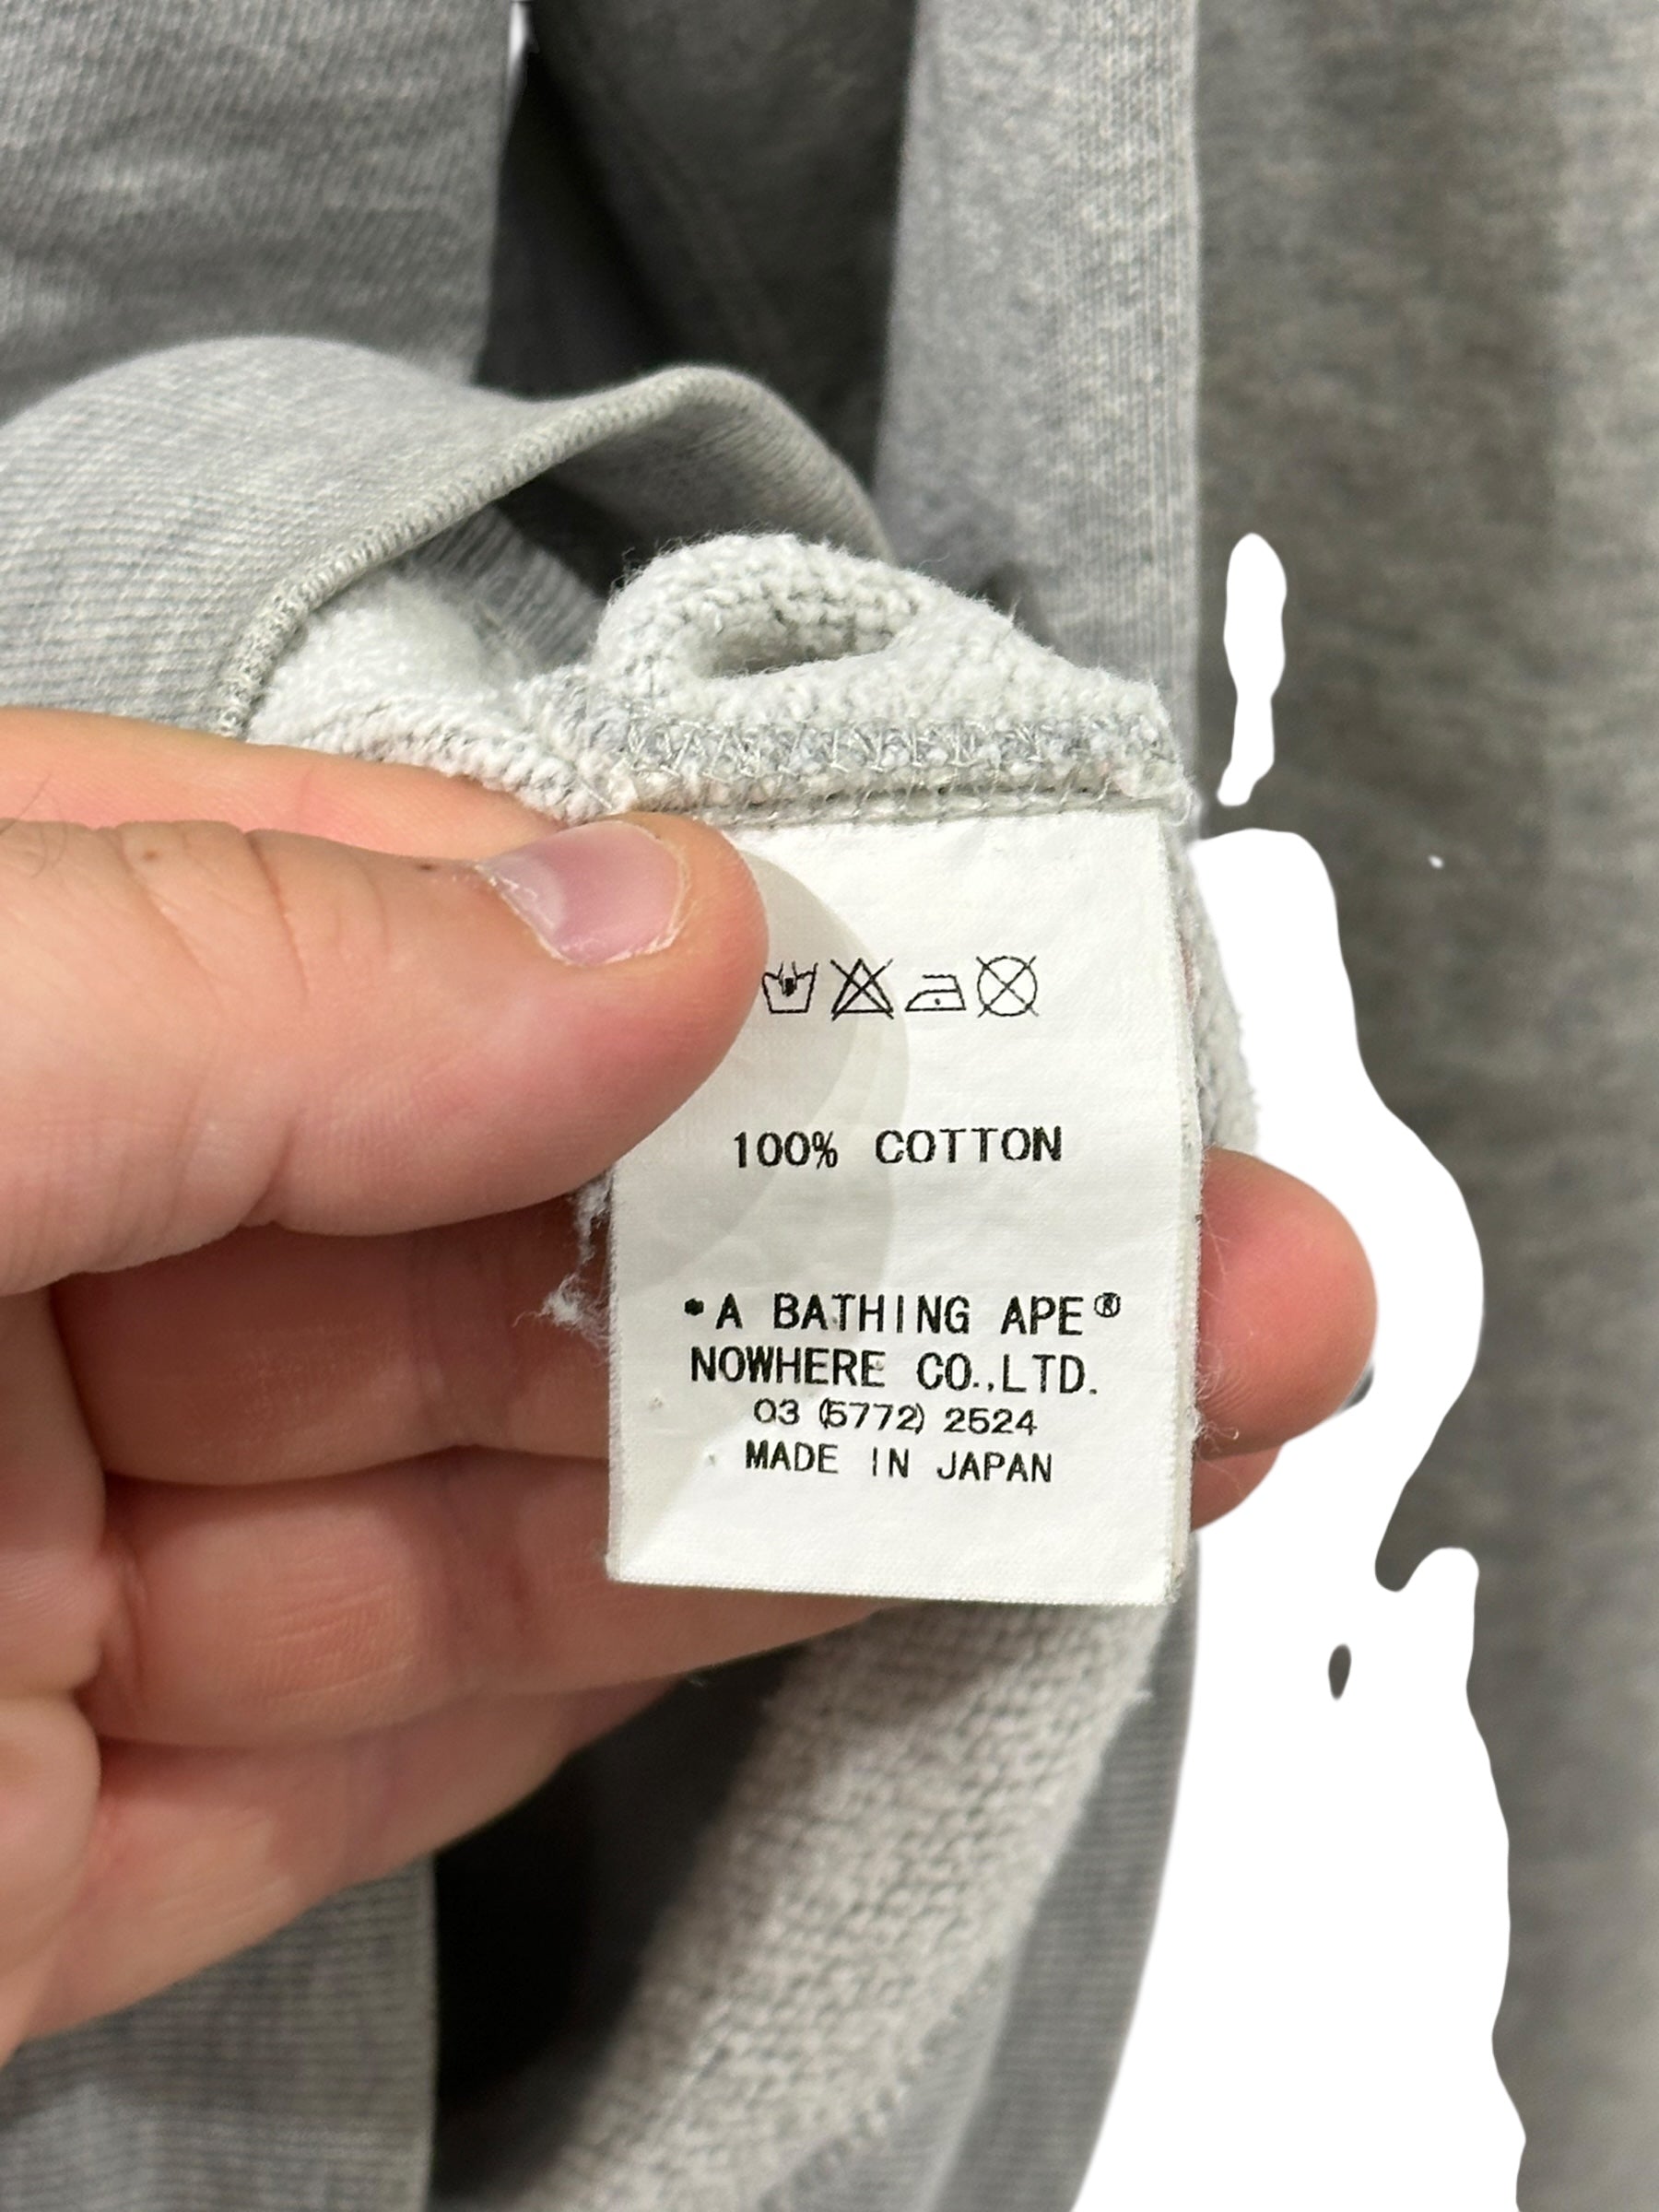 100% COTTON
•A BATHING APE®
NOWHERE CO.,LTD.
03 (5772) 2524
MADE IN JAPAN